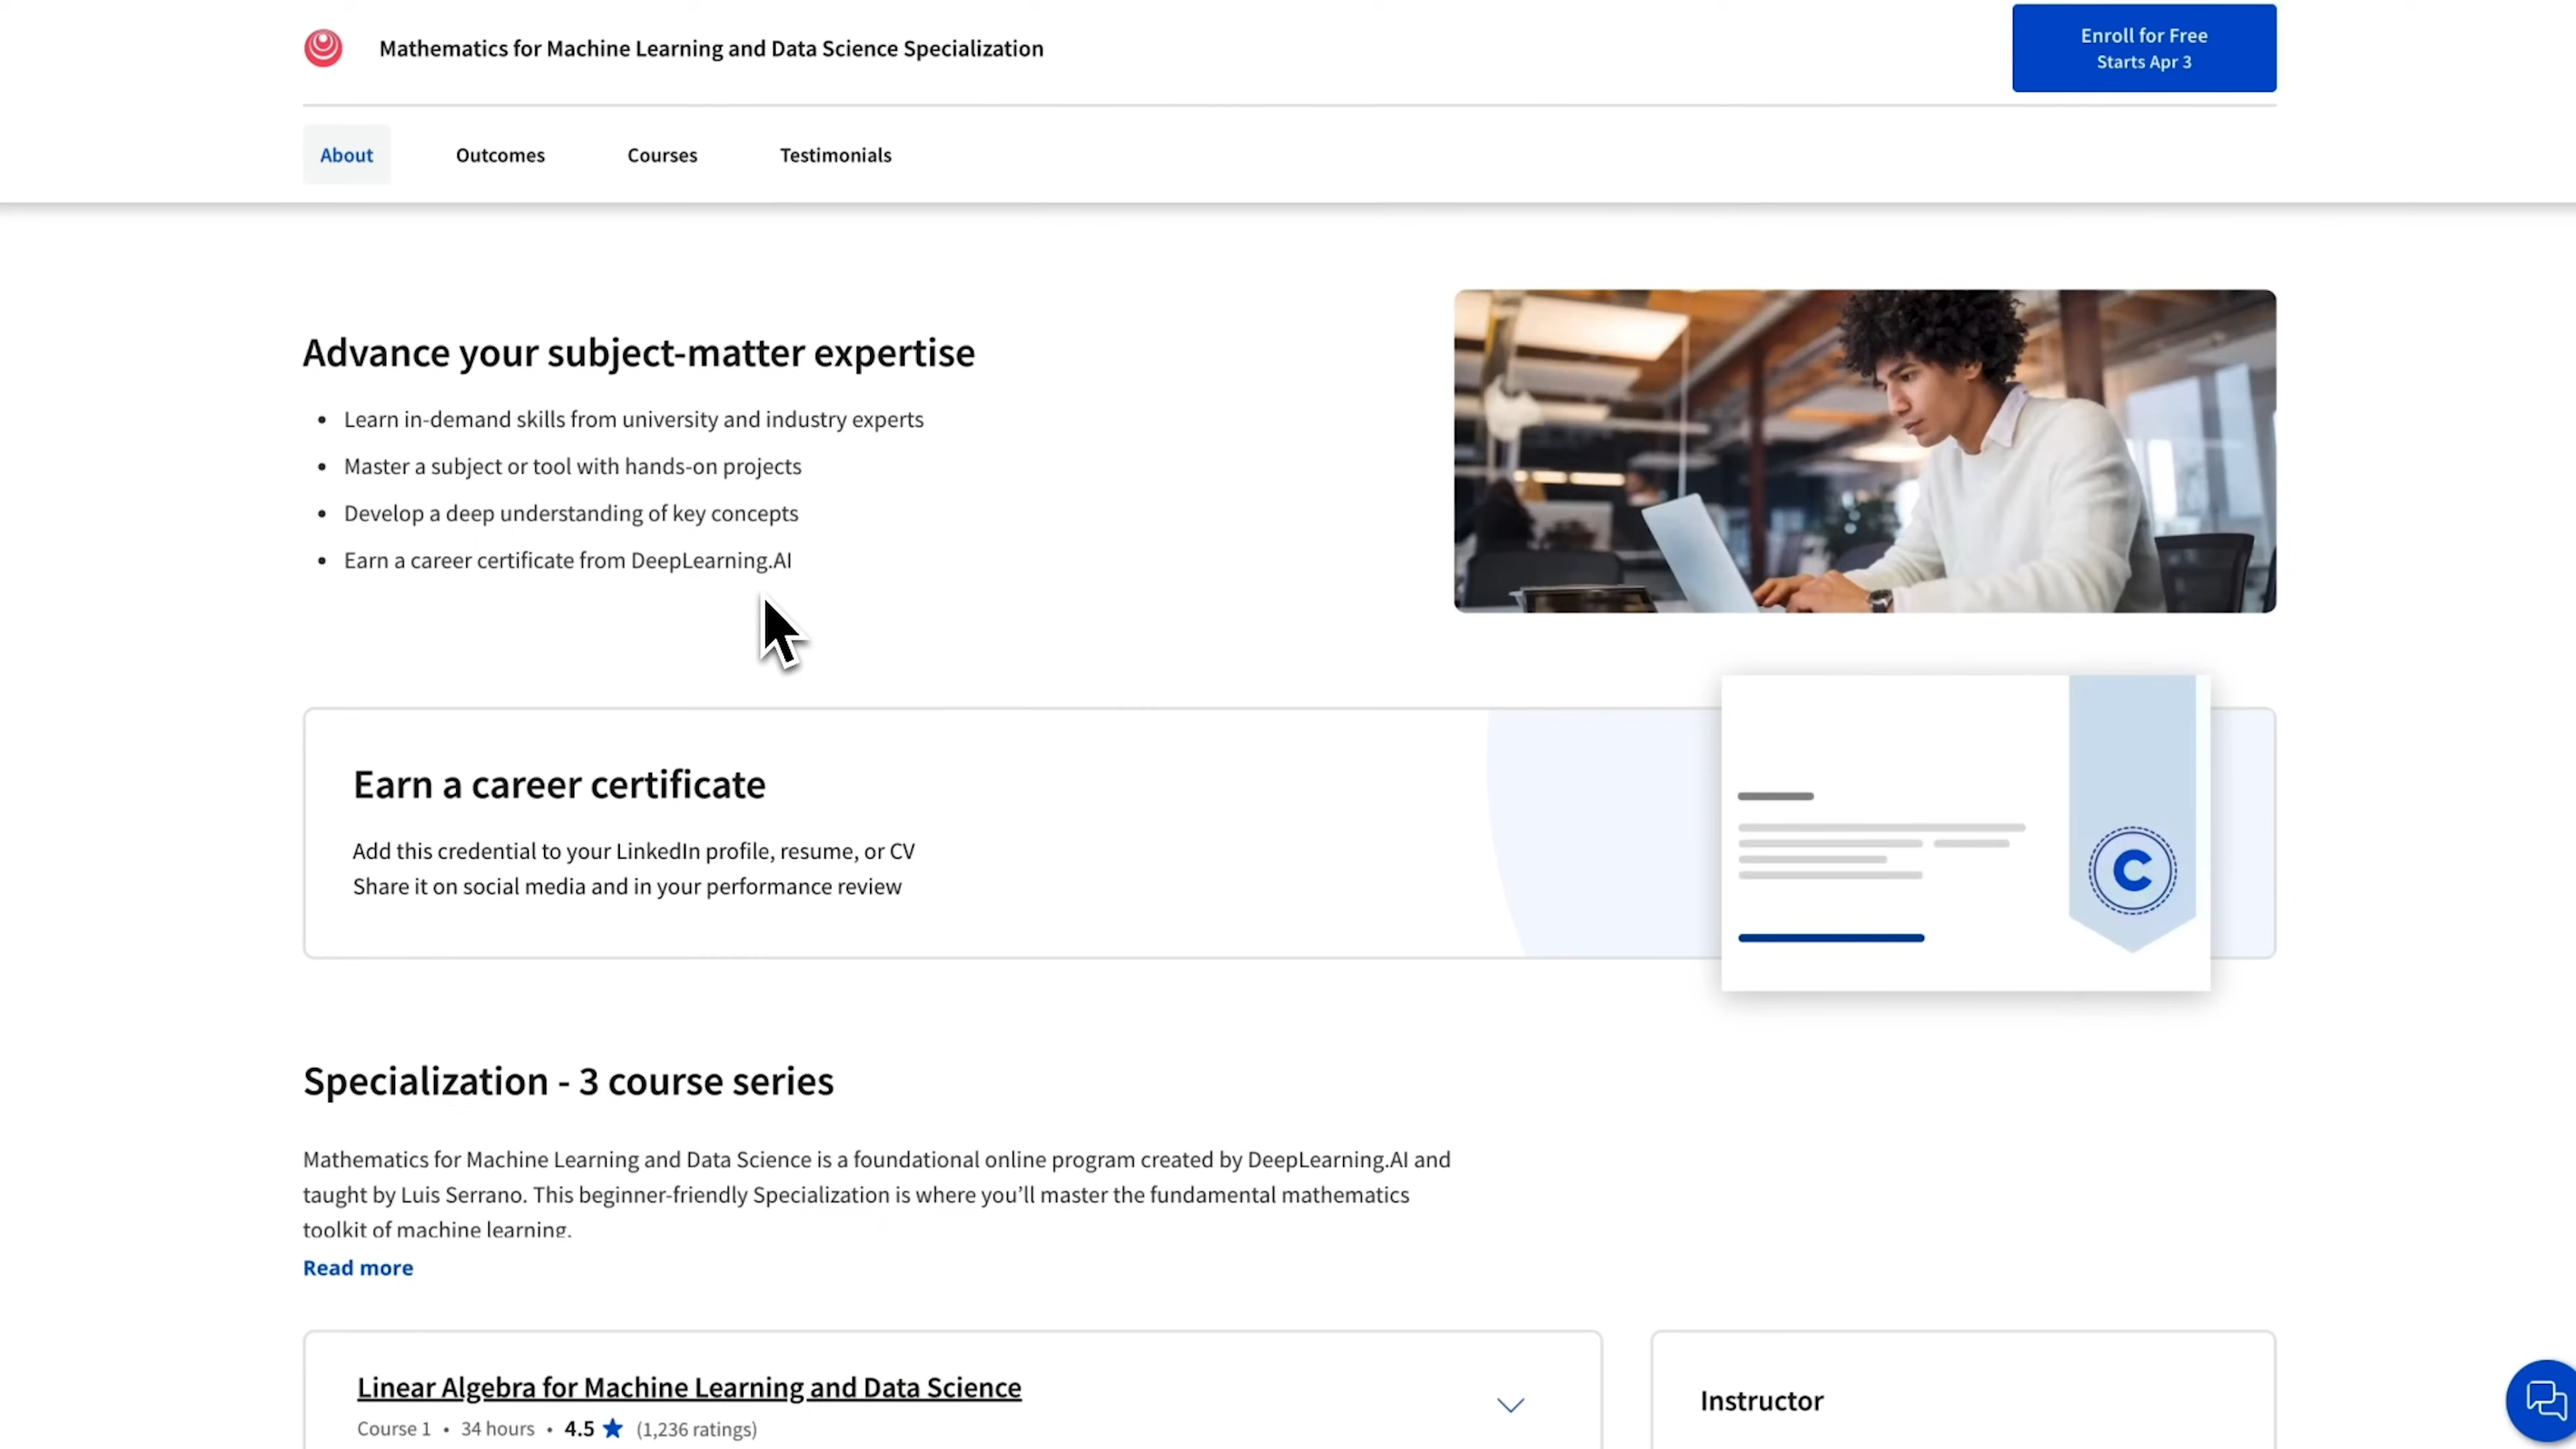 Mathematics for Machine Learning and Data Science Specialization
Enroll for Free
Starts Apr 3
About
Outcomes
Courses
Testimonials
Advance your subject-matter expertise
Learn in-demand skills from university and industry experts
Master a subject or tool with hands-on projects
Develop a deep understanding of key concepts
Earn a career certificate from DeepLearning.AI
Earn a career certificate
Add this credential to your LinkedIn profile, resume, or CV
Share it on social media and in your performance review
C
Specialization - 3 course series
Mathematics for Machine Learning and Data Science is a foundational online program created by DeepLearning.AI and
taught by Luis Serrano. This beginner-friendly Specialization is where you’ll master the fundamental mathematics
toolkit of machine learning.
Read more
Linear Algebra for Machine Learning and Data Science
Course 1 • 34 hours • 4.5 ★ (1,236 ratings)
Instructor